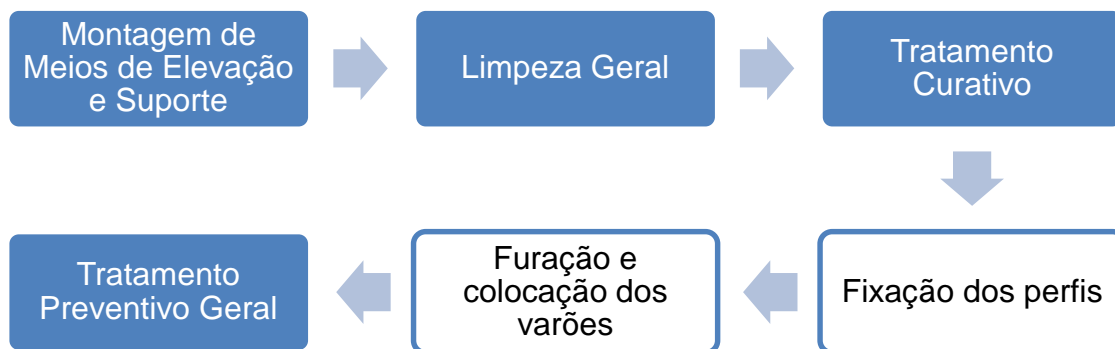 Montagem de
Meios de Elevação
e Suporte
Limpeza Geral
Tratamento
Curativo
Fixação dos perfis
Furação e
colocação dos
varões
Tratamento
Preventivo Geral